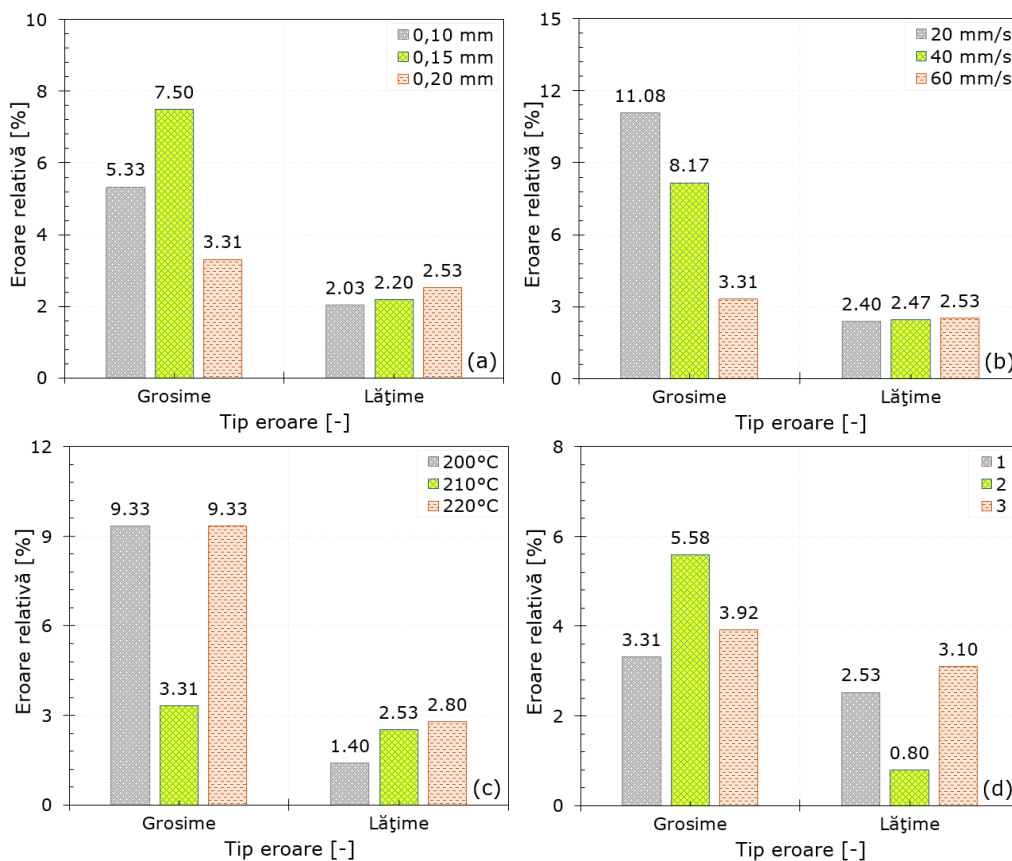 10
8
6
4
2
0
Eroare relativă [%]
0,10 mm
0,15 mm
0,20 mm
5.33
7.50
3.31
2.03
2.20
2.53
(a)
Grosime
Lăţime
Tip eroare [-]
15
12
9
6
3
0
Eroare relativă [%]
20 mm/s
40 mm/s
60 mm/s
11.08
8.17
3.31
2.40
2.47
2.53
(b)
Grosime
Lăţime
Tip eroare [-]
12
9
6
3
0
Eroare relativă [%]
200°C
210°C
220°C
9.33
3.31
9.33
1.40
2.53
2.80
(c)
Grosime
Lăţime
Tip eroare [-]
8
6
4
2
0
Eroare relativă [%]
1
2
3
3.31
5.58
3.92
2.53
0.80
3.10
(d)
Grosime
Lăţime
Tip eroare [-]